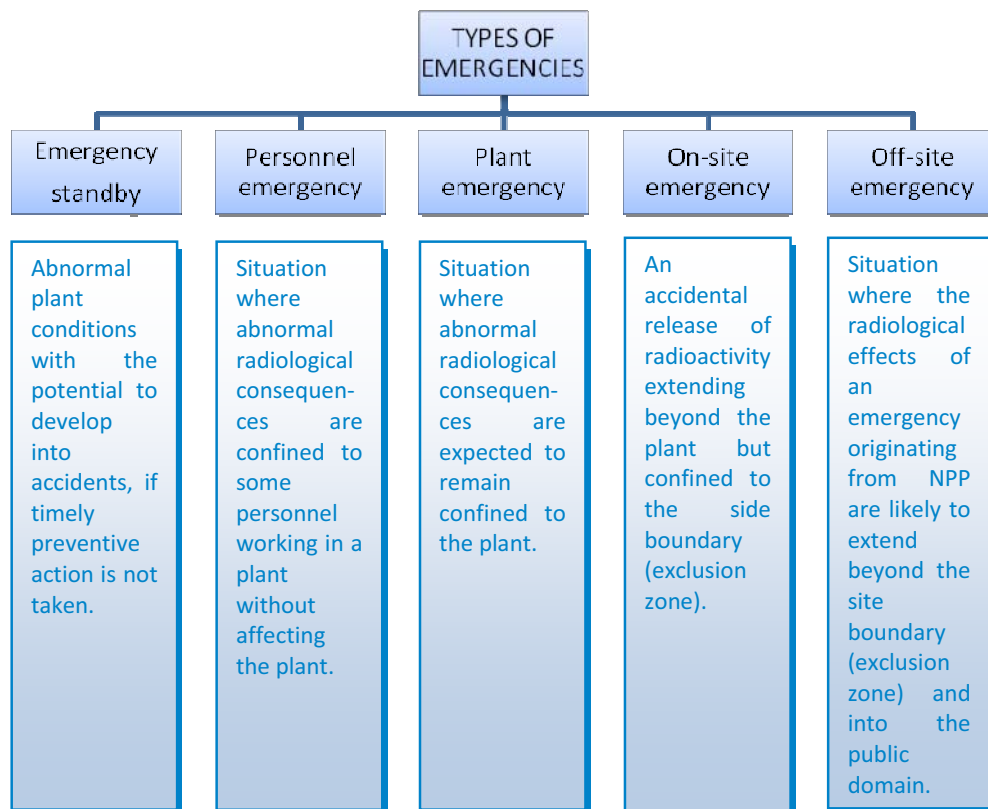 TYPES OF
EMERGENCIES
Emergency
standby
Personnel
emergency
Plant
emergency
On-site
emergency
Off-site
emergency
Abnormal
plant
conditions
with the
potential to
develop
into
accidents, if
timely
preventive
action is not
taken.
Situation
where
abnormal
radiological
consequen-
ces are
confined to
some
personnel
working in a
plant
without
affecting
the plant.
Situation
where
abnormal
radiological
consequen-
ces are
expected to
remain
confined to
the plant.
An
accidental
release of
radioactivity
extending
beyond the
plant but
confined to
the side
boundary
(exclusion
zone).
Situation
where the
radiological
effects of
an
emergency
originating
from NPP
are likely to
extend
beyond the
site
boundary
(exclusion
zone) and
into the
public
domain.